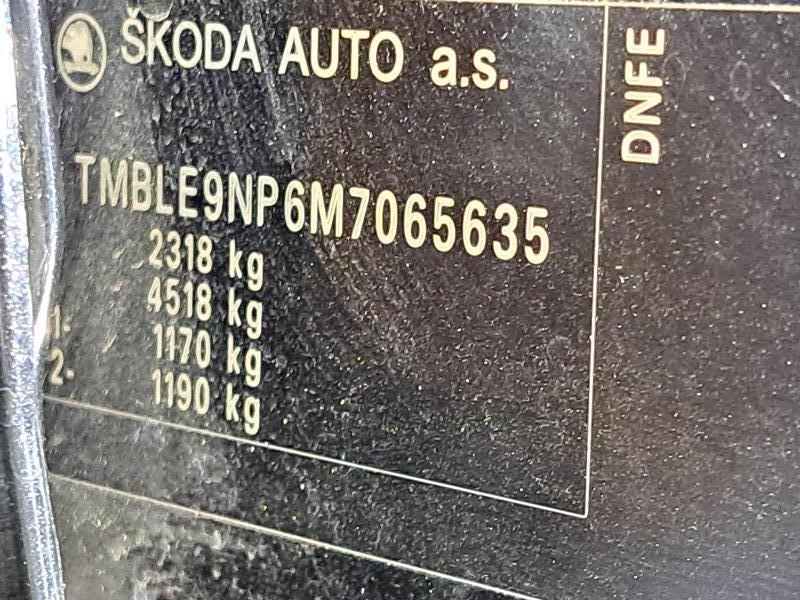 ŠKODA AUTO a.s.
DNFE
TMBLE9NP6M7065635
2318 kg
4518 kg
1- 1170 kg
2- 1190 kg